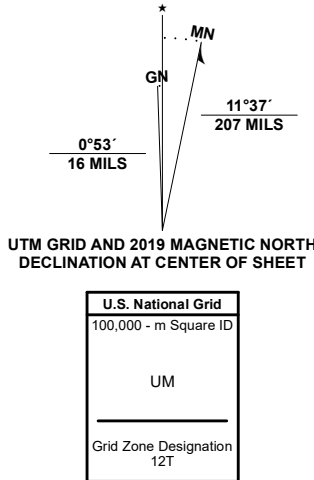 MN
GN
11°37´
207 MILS
0°53´
16 MILS
UTM GRID AND 2019 MAGNETIC NORTH
DECLINATION AT CENTER OF SHEET
U.S. National Grid
100,000 - m Square ID
UM
Grid Zone Designation
12T